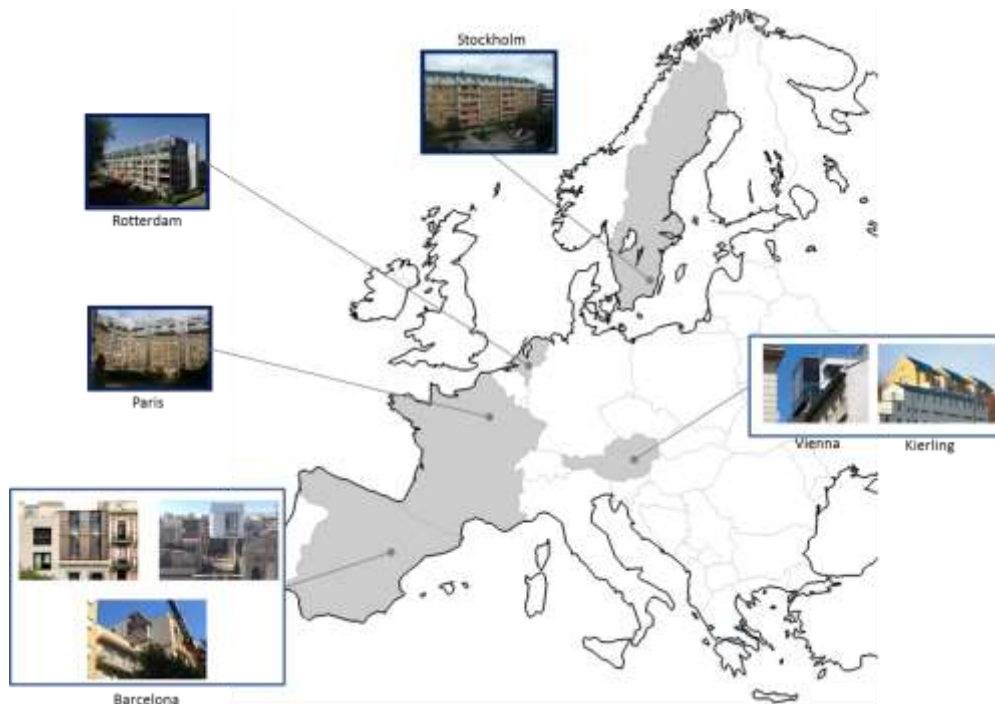 Stockholm
Rotterdam
Paris
Vienna
Kierling
Barcelona